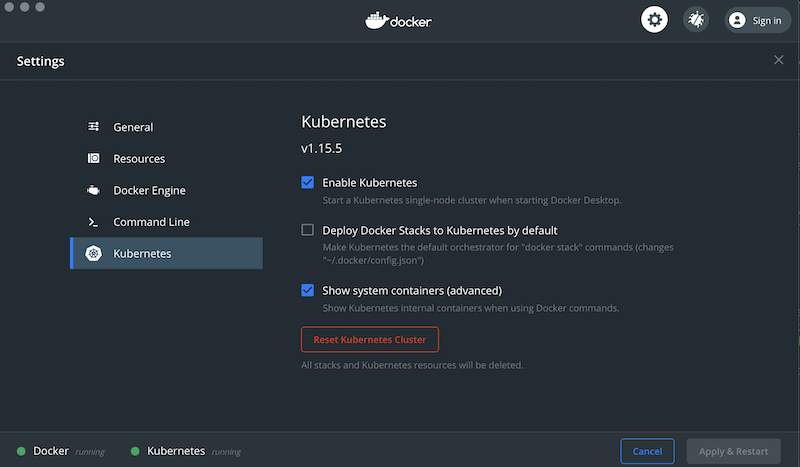 docker
Sign in
Settings
General
Resources
Docker Engine
Command Line
Kubernetes
Kubernetes
v1.15.5
Enable Kubernetes
Start a Kubernetes single-node cluster when starting Docker Desktop.
Deploy Docker Stacks to Kubernetes by default
Make Kubernetes the default orchestrator for "docker stack" commands (changes
"~/.docker/config.json")
Show system containers (advanced)
Show Kubernetes internal containers when using Docker commands.
Reset Kubernetes Cluster
All stacks and Kubernetes resources will be deleted.
Docker running Kubernetes running Cancel Apply & Restart